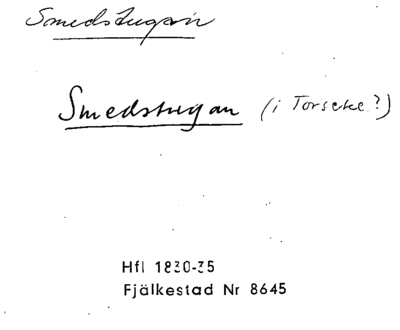 Smedstugan
Smedstugan (i Torseke?)
Hfl 1830-35
Fjälkestad Nr 8645